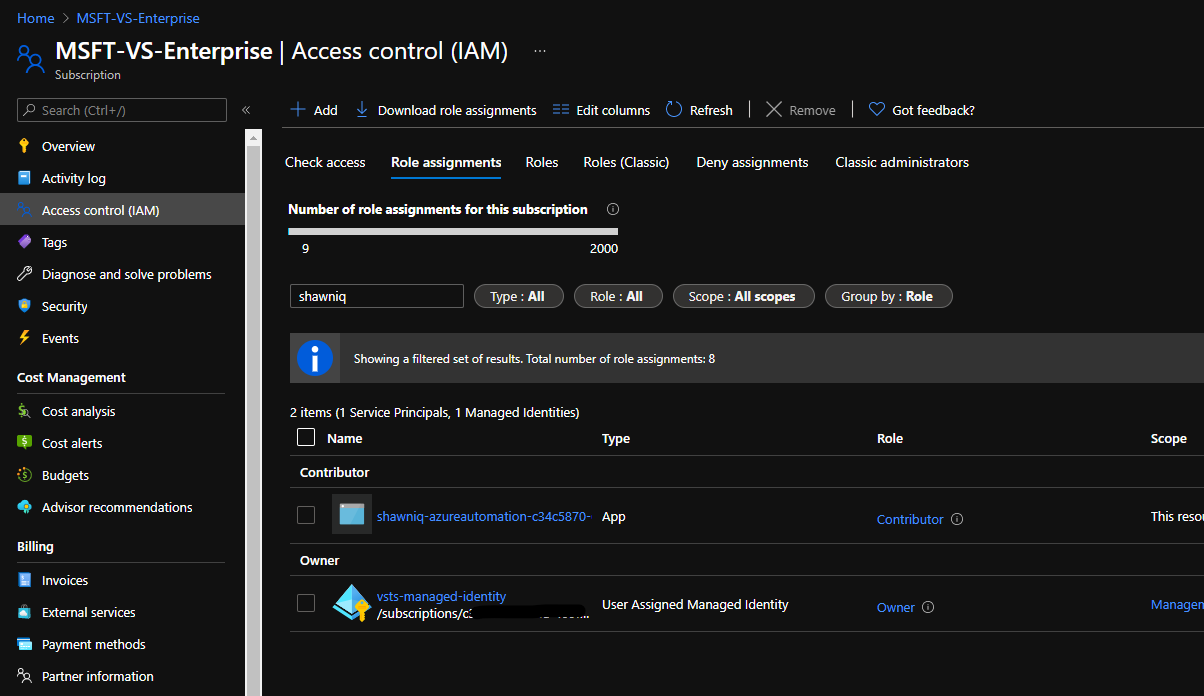 Home > MSFT-VS-Enterprise
MSFT-VS-Enterprise | Access control (IAM) ...
Subscription
Search (Ctrl+/)
«
Overview
Activity log
Access control (IAM)
Tags
Diagnose and solve problems
Security
Events
Cost Management
Cost analysis
Cost alerts
Budgets
Advisor recommendations
Billing
Invoices
External services
Payment methods
Partner information
Add Download role assignments Edit columns Refresh | Remove | Got feedback?
Check access Role assignments Roles Roles (Classic) Deny assignments Classic administrators
Number of role assignments for this subscription
9 2000
shawniq Type : All Role : All Scope : All scopes Group by : Role
Showing a filtered set of results. Total number of role assignments: 8
2 items (1 Service Principals, 1 Managed Identities)
Name Type Role Scope
Contributor
shawniq-azureautomation-c34c5870- App Contributor This resou
Owner
vsts-managed-identity
/subscriptions/c3
User Assigned Managed Identity Owner Managem